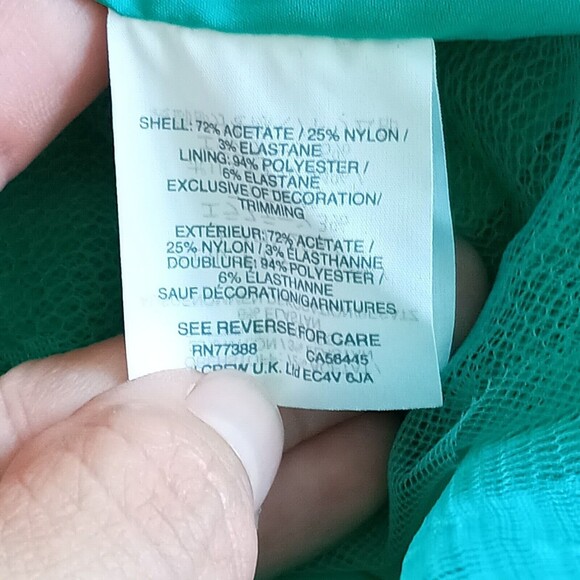 SHELL: 72% ACETATE / 25% NYLON /
3% ELASTANE
LINING: 94% POLYESTER /
6% ELASTANE
EXCLUSIVE OF DECORATION/
TRIMMING
EXTÉRIEUR: 72% ACÉTATE /
25% NYLON / 3% ÉLASTHANNE
DOUBLURE: 94% POLYESTER /
6% ÉLASTHANNE
SAUF DÉCORATION/GARNITURES
SEE REVERSE FOR CARE
RN77388 CA56445
CREW U.K. Ltd EC4V 6JA